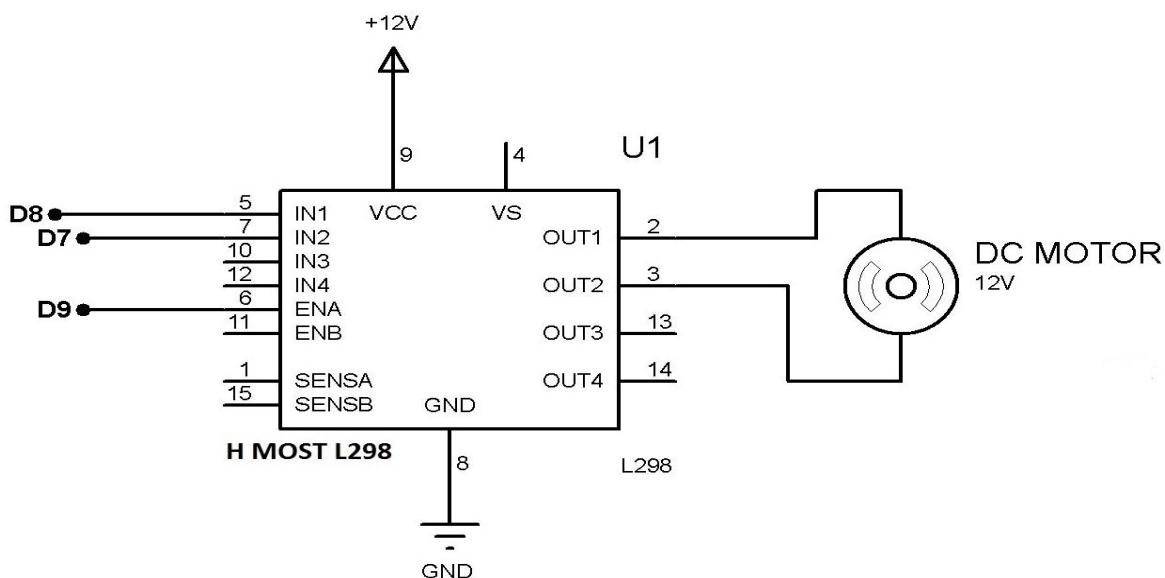 +12V
9
4
U1
D8
5
IN1
VCC
VS
D7
7
IN2
OUT1
2
10
IN3
DC MOTOR
12V
12
IN4
OUT2
3
D9
6
ENA
11
ENB
OUT3
13
1
SENSA
OUT4
14
15
SENSB
GND
H MOST L298
8
L298
GND